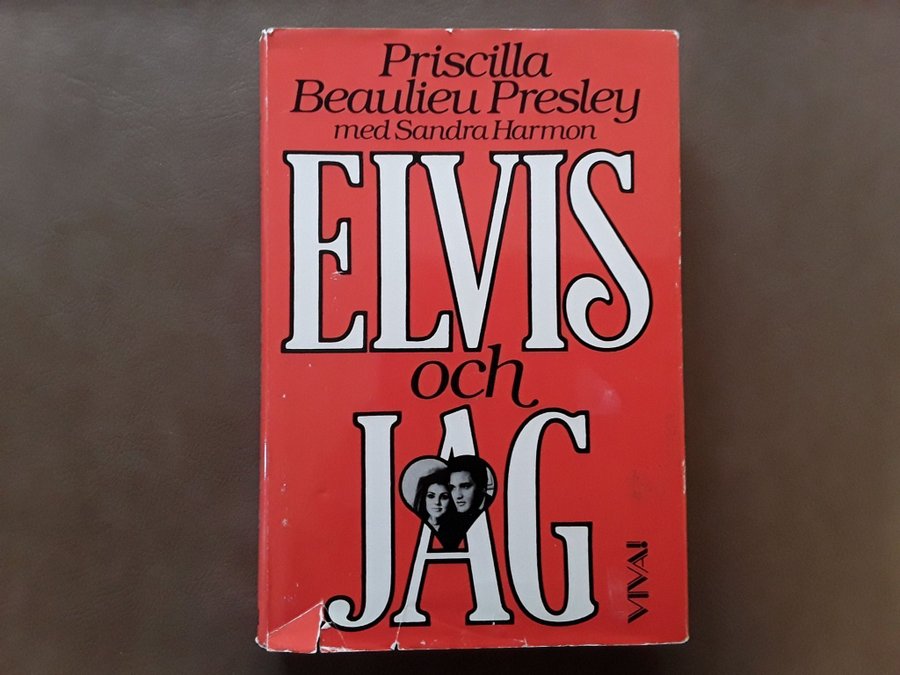 Priscilla
Beaulieu Presley
med Sandra Harmon
ELVIS
och
JAG
VIVA!